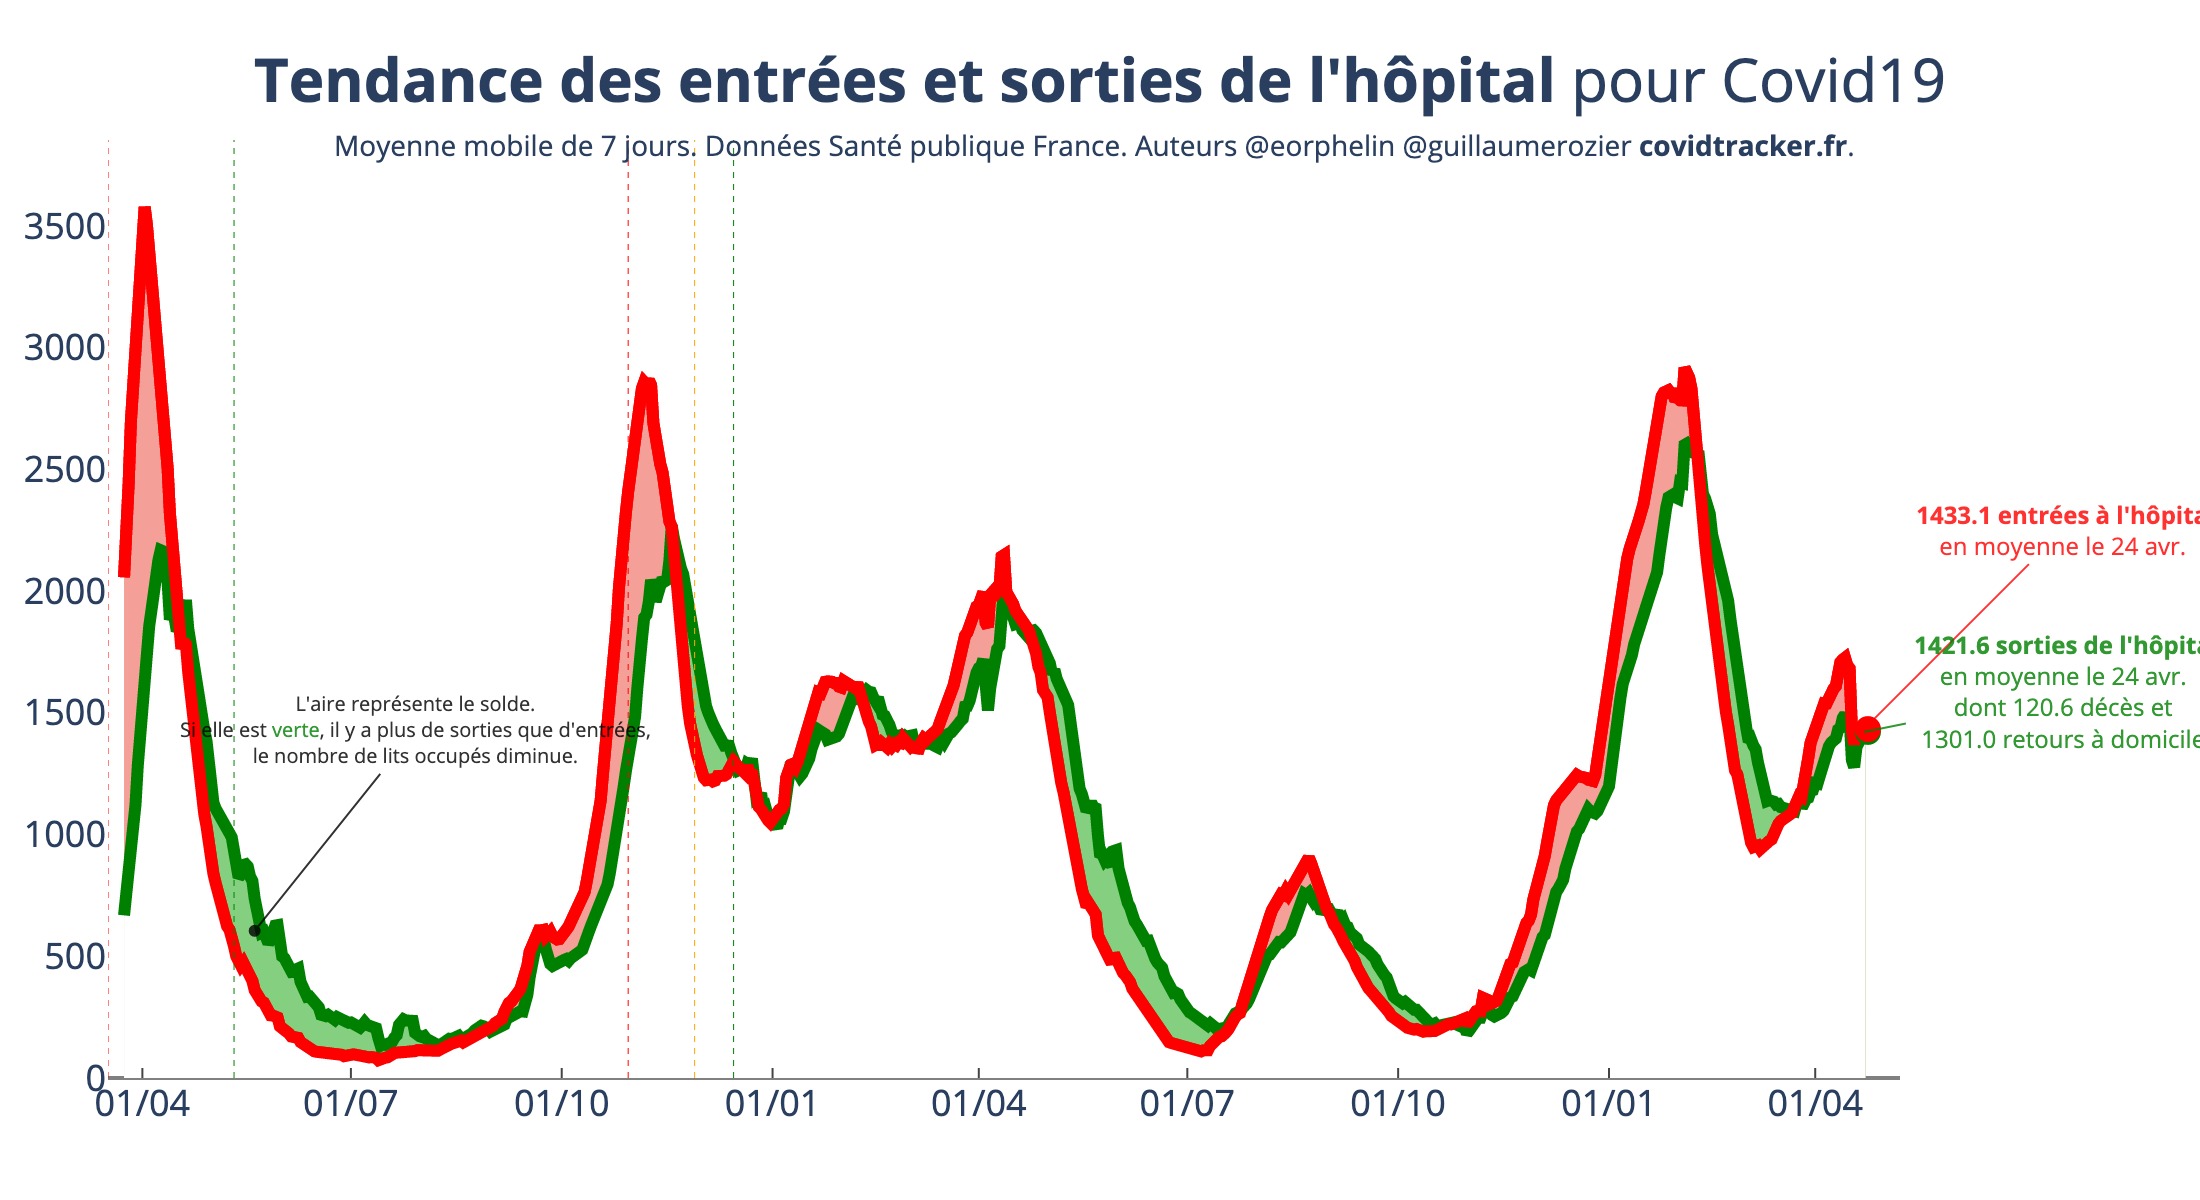 Tendance des entrées et sorties de l'hôpital pour Covid19
Moyenne mobile de 7 jours. Données Santé publique France. Auteurs @eorphelin @guillaumerozier covidtracker.fr.
3500
3000
2500
2000
1500
1000
500
0
L'aire représente le solde.
Si elle est verte, il y a plus de sorties que d'entrées,
le nombre de lits occupés diminue.
1433.1 entrées à l'hôpita
en moyenne le 24 avr.
1421.6 sorties de l'hôpita
en moyenne le 24 avr.
dont 120.6 décès et
1301.0 retours à domicile
01/04 01/07 01/10 01/01 01/04 01/07 01/10 01/01 01/04